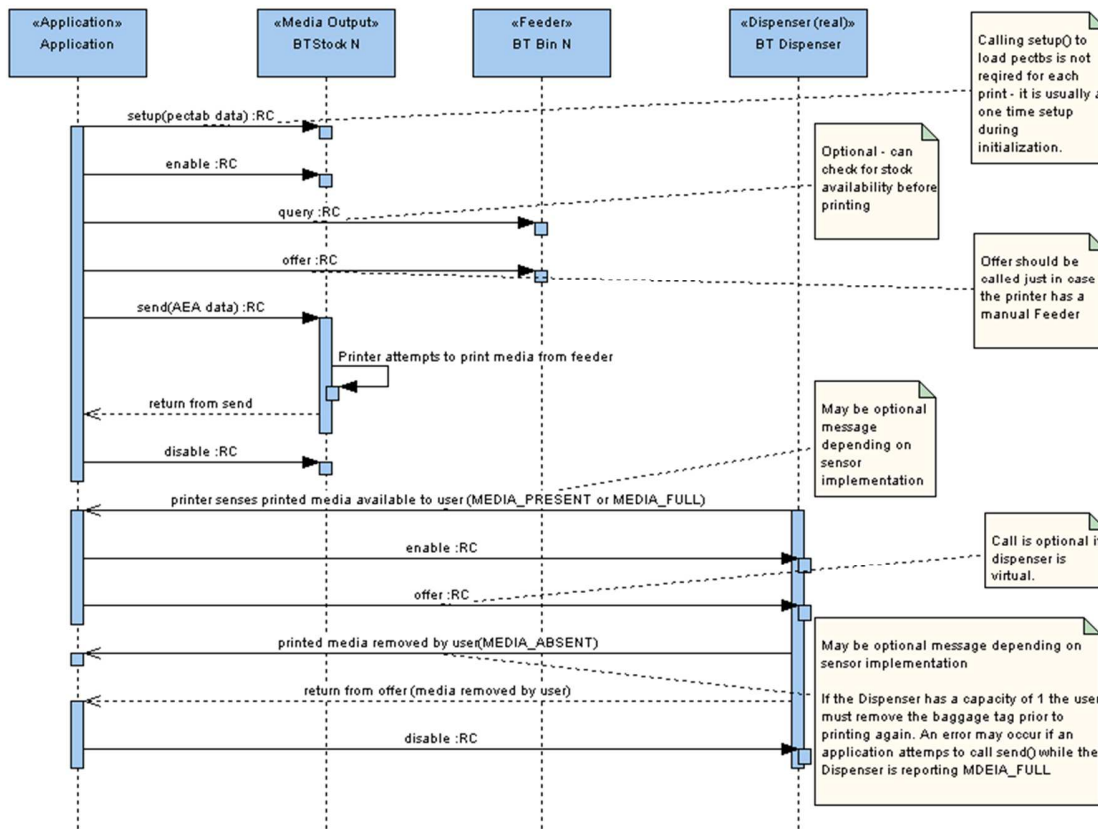 «Application»
Application
«Media Output»
BTStock N
«Feeder»
BT Bin N
«Dispenser (real)
BT Dispenser
Calling setup() to
load pectbs is not
reqired for each
print - it is usually a
one time setup
during
initialization.
setup(pectab data) :RC
enable :RC
Optional - can
check for stock
availability before
printing
query :RC
offer :RC
Offer should be
called just in case
the printer has a
manual Feeder
send(AEA data) :RC
Printer attempts to print media from feeder
return from send
May be optional
message
depending on
sensor
implementation
disable :RC
printer senses printed media available to user (MEDIA_PRESENT or MEDIA_FULL)
enable :RC
Call is optional if
dispenser is
virtual.
offer :RC
printed media removed by user(MEDIA_ABSENT)
May be optional message depending on
sensor implementation
return from offer (media removed by user)
If the Dispenser has a capacity of 1 the user
must remove the baggage tag prior to
printing again. An error may occur if an
application attemps to call send() while the
Dispenser is reporting MDEIA_FULL
disable :RC